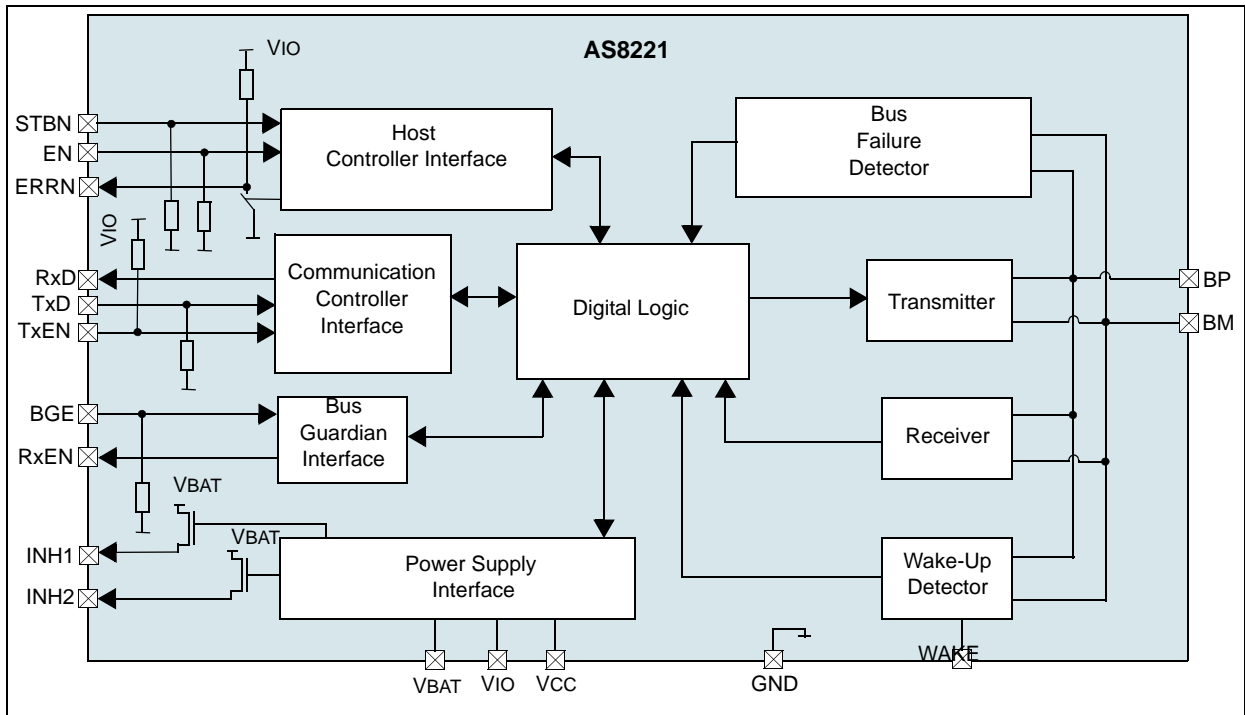 AS8221
VIO
STBN
EN
ERRN
Host
Controller Interface
Bus
Failure
Detector
VIO
RxD
TxD
TxEN
Communication
Controller
Interface
Digital Logic
Transmitter
BP
BM
BGE
RxEN
Bus
Guardian
Interface
Receiver
VBAT
INH1
VBAT
INH2
Power Supply
Interface
Wake-Up
Detector
VBAT
VIO
VCC
GND
WAKE